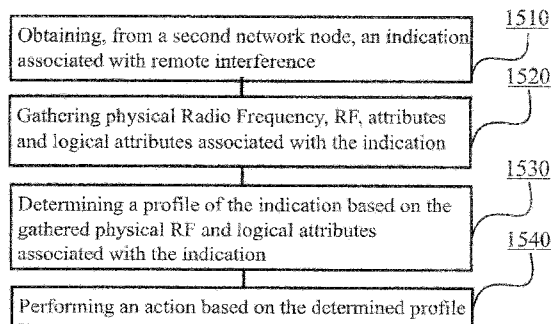 1510
Obtaining, from a second network node, an indication
associated with remote interference
1520
Gathering physical Radio Frequency, RF, attributes
and logical attributes associated with the indication
1530
Determining a profile of the indication based on the
gathered physical RF and logical attributes
associated with the indication
1540
Performing an action based on the determined profile